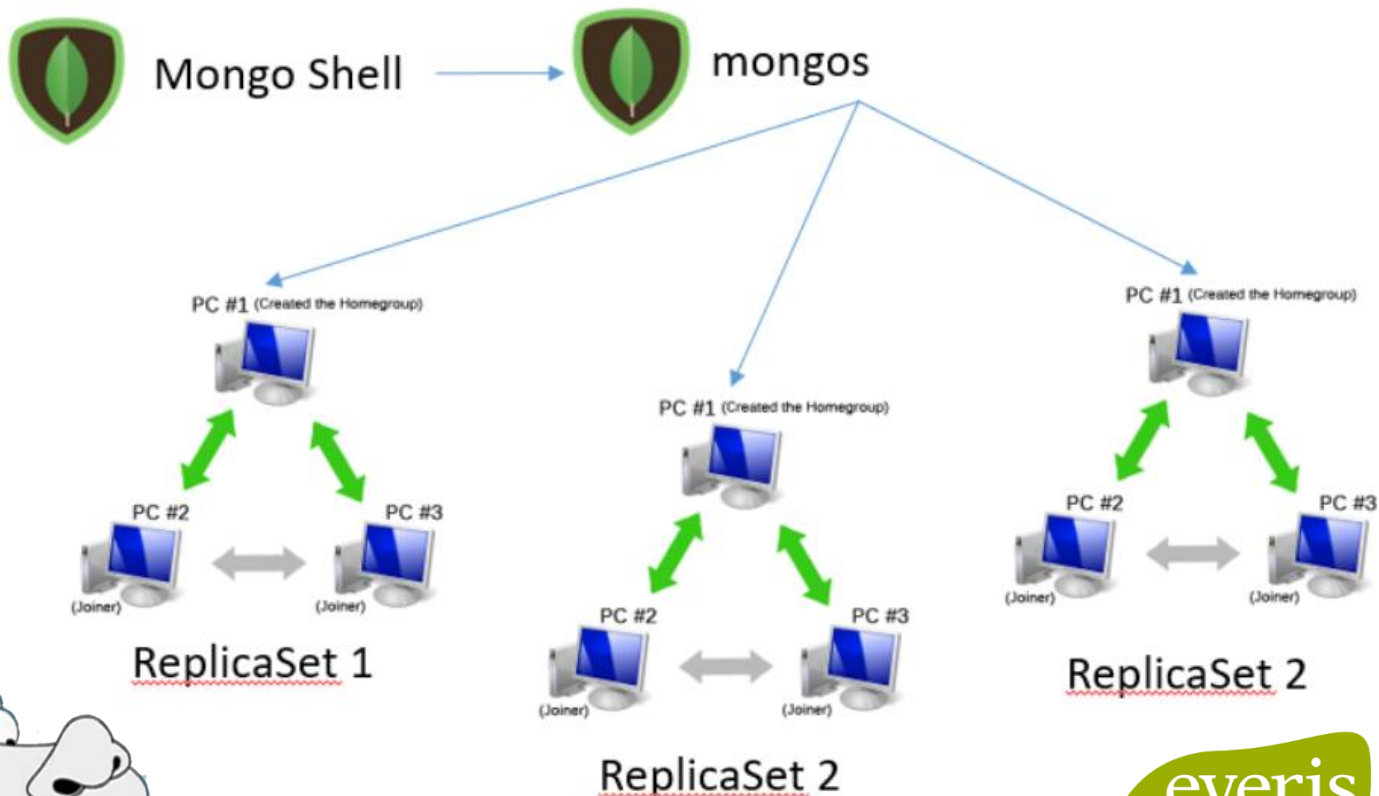 Mongo Shell
mongos
PC #1 (Created the Homegroup)
PC #2
PC #3
(Joiner)
(Joiner)
ReplicaSet 1
PC #1 (Created the Homegroup)
PC #2
PC #3
(Joiner)
(Joiner)
ReplicaSet 2
PC #1 (Created the Homegroup)
PC #2
PC #3
(Joiner)
(Joiner)
ReplicaSet 2
everis